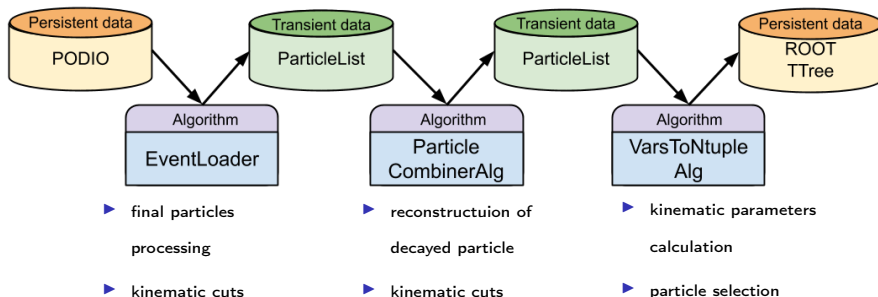 Persistent data
PODIO
Transient data
ParticleList
Transient data
ParticleList
Persistent data
ROOT
TTree
Algorithm
EventLoader
Algorithm
Particle
CombinerAlg
Algorithm
VarsToNtuple
Alg
final particles
processing
kinematic cuts
reconstructuion of
decayed particle
kinematic cuts
kinematic parameters
calculation
particle selection